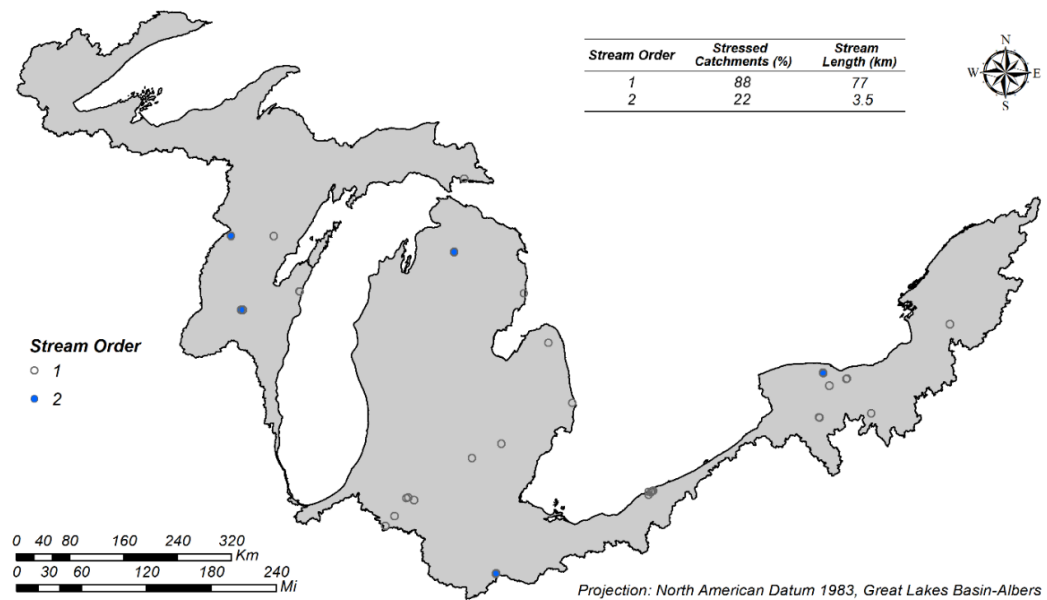 Stream Order Stressed Catchments (%) Stream Length (km)
1 88 77
2 22 3.5
N
W E
S
Stream Order
1
2
0 40 80 160 240 320 Km
0 30 60 120 180 240 Mi
Projection: North American Datum 1983, Great Lakes Basin-Albers